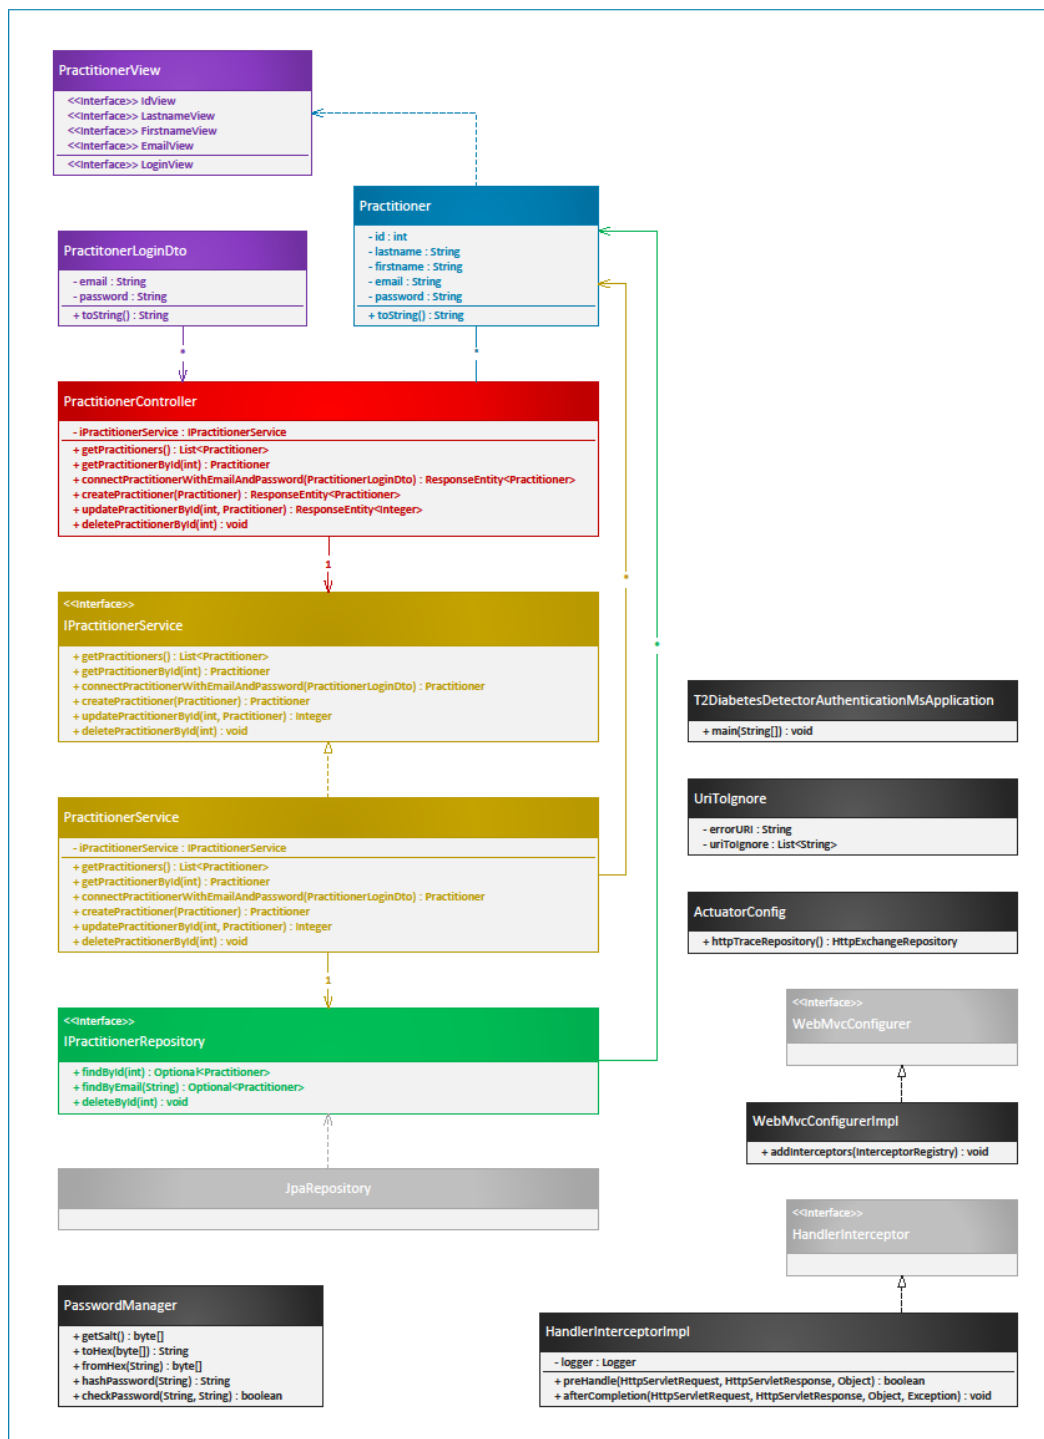 PractitionerView
<<Interface>> IdView
<<Interface>> LastnameView
<<Interface>> FirstnameView
<<Interface>> EmailView
<<Interface>> LoginView
Practitioner
- id : int
- lastname : String
- firstname : String
- email : String
- password : String
+ toString() : String
PractitonerLoginDto
- email : String
- password : String
+ toString() : String
*
*
PractitionerController
- iPractitionerService : IPractitionerService
+ getPractitioners() : List<Practitioner>
+ getPractitionerById(int) : Practitioner
+ connectPractitionerWithEmailAndPassword(PractitionerLoginDto) : ResponseEntity<Practitioner>
+ createPractitioner(Practitioner) : ResponseEntity<Practitioner>
+ updatePractitionerById(int, Practitioner) : ResponseEntity<Integer>
+ deletePractitionerById(int) : void
1
*
<<Interface>>
IPractitionerService
+ getPractitioners() : List<Practitioner>
+ getPractitionerById(int) : Practitioner
+ connectPractitionerWithEmailAndPassword(PractitionerLoginDto) : Practitioner
+ createPractitioner(Practitioner) : Practitioner
+ updatePractitionerById(int, Practitioner) : Integer
+ deletePractitionerById(int) : void
*
PractitionerService
- iPractitionerService : IPractitionerService
+ getPractitioners() : List<Practitioner>
+ getPractitionerById(int) : Practitioner
+ connectPractitionerWithEmailAndPassword(PractitionerLoginDto) : Practitioner
+ createPractitioner(Practitioner) : Practitioner
+ updatePractitionerById(int, Practitioner) : Integer
+ deletePractitionerById(int) : void
1
<<Interface>>
IPractitionerRepository
+ findById(int) : Optional<Practitioner>
+ findByEmail(String) : Optional<Practitioner>
+ deleteById(int) : void
JpaRepository
PasswordManager
+ getSalt() : byte[]
+ toHex(byte[]) : String
+ fromHex(String) : byte[]
+ hashPassword(String) : String
+ checkPassword(String, String) : boolean
T2DiabetesDetectorAuthenticationMsApplication
+ main(String[]) : void
UriToIgnore
- errorURI : String
- uriToIgnore : List<String>
ActuatorConfig
+ httpTraceRepository() : HttpExchangeRepository
<<Interface>>
WebMvcConfigurer
WebMvcConfigurerImpl
+ addInterceptors(InterceptorRegistry) : void
<<Interface>>
HandlerInterceptor
HandlerInterceptorImpl
- logger : Logger
+ preHandle(HttpServletRequest, HttpServletResponse, Object) : boolean
+ afterCompletion(HttpServletRequest, HttpServletResponse, Object, Exception) : void